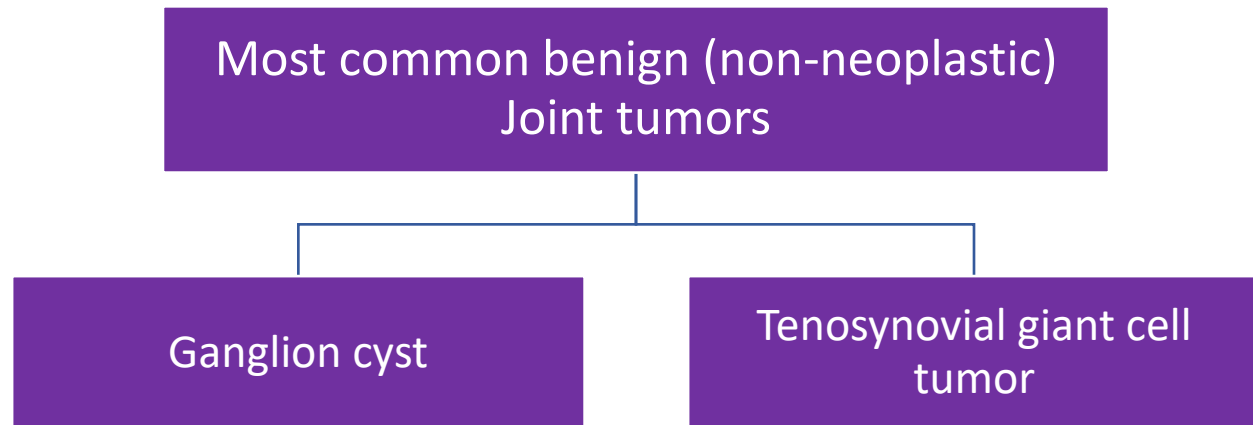 Most common benign (non-neoplastic)
Joint tumors
Ganglion cyst
Tenosynovial giant cell
tumor